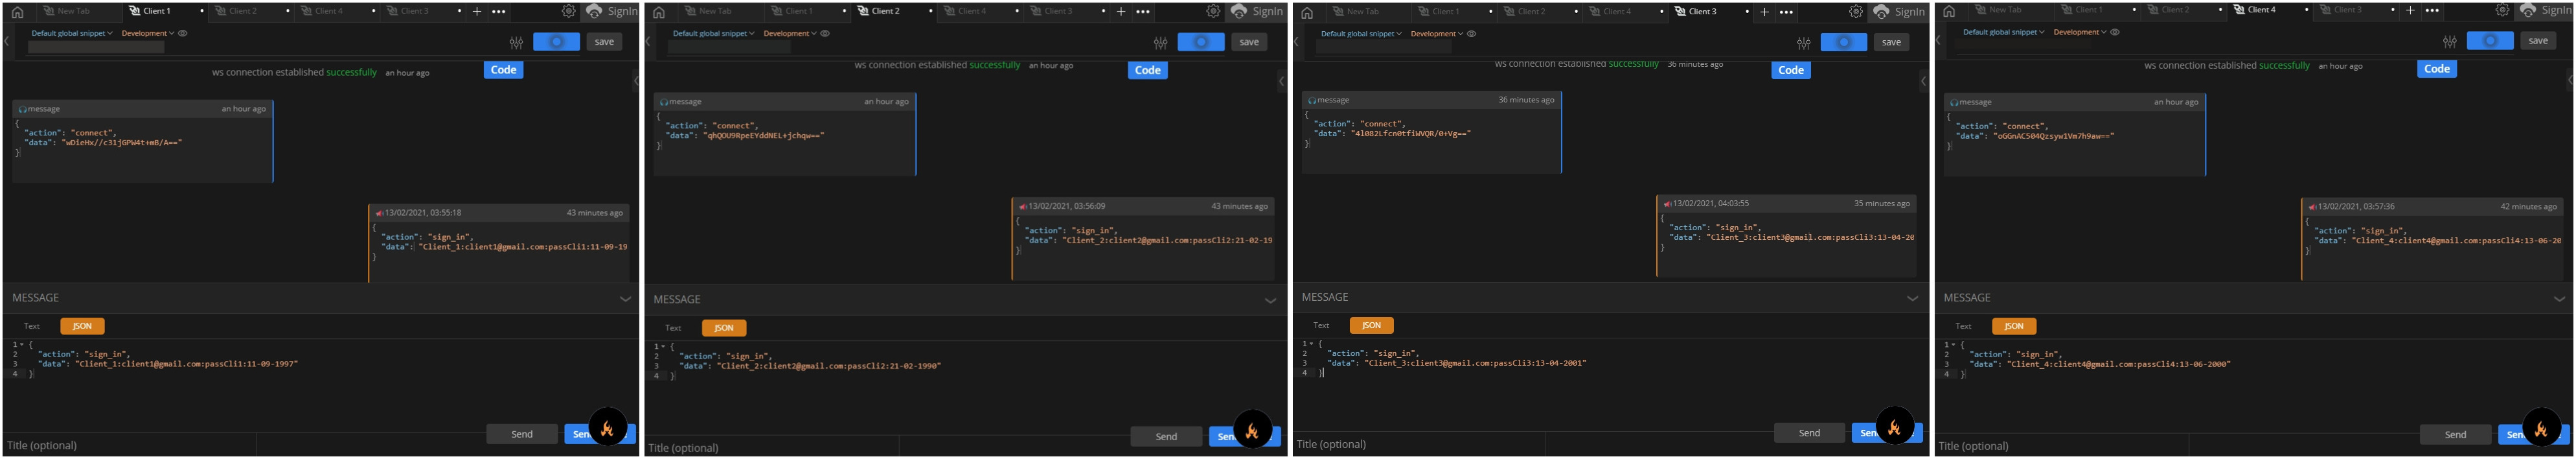 New Tab Client 1 Client 2 Client 4 Client 3 + ••• SignIn
Default global snippet Development
save
ws connection established successfully an hour ago Code
message an hour ago
{
"action": "connect",
"data": "wDieHx//c31jGPW4t+mB/A=="
}
13/02/2021, 03:55:18 43 minutes ago
{
"action": "sign_in",
"data": "Client_1:client1@gmail.com:passCli1:11-09-19
}
MESSAGE
Text JSON
1 {
2 "action": "sign_in",
3 "data": "Client_1:client1@gmail.com:passCli1:11-09-1997"
4 }
Send
Title (optional)
New Tab Client 1 Client 2 Client 4 Client 3 + ••• SignIn
Default global snippet Development
save
ws connection established successfully an hour ago Code
message an hour ago
{
"action": "connect",
"data": "qhQOU9RpeEYddNEL+jchqw=="
}
13/02/2021, 03:56:09 43 minutes ago
{
"action": "sign_in",
"data": "Client_2:client2@gmail.com:passCli2:21-02-19
}
MESSAGE
Text JSON
1 {
2 "action": "sign_in",
3 "data": "Client_2:client2@gmail.com:passCli2:21-02-1990"
4 }
Send
Title (optional)
New Tab Client 1 Client 2 Client 4 Client 3 + ••• SignIn
Default global snippet Development
save
ws connection established successfully 36 minutes ago Code
message 36 minutes ago
{
"action": "connect",
"data": "4l082Lfcn0tfiWVQR/0+Vg=="
}
13/02/2021, 04:03:55 35 minutes ago
{
"action": "sign_in",
"data": "Client_3:client3@gmail.com:passCli3:13-04-20
}
MESSAGE
Text JSON
1 {
2 "action": "sign_in",
3 "data": "Client_3:client3@gmail.com:passCli3:13-04-2001"
4 }
Send
Title (optional)
New Tab Client 1 Client 2 Client 4 Client 3 + ••• SignIn
Default global snippet Development
save
ws connection established successfully an hour ago Code
message an hour ago
{
"action": "connect",
"data": "oGGnAC504Qzsyw1Vm7h9aw=="
}
13/02/2021, 03:57:36 42 minutes ago
{
"action": "sign_in",
"data": "Client_4:client4@gmail.com:passCli4:13-06-20
}
MESSAGE
Text JSON
1 {
2 "action": "sign_in",
3 "data": "Client_4:client4@gmail.com:passCli4:13-06-2000"
4 }
Send
Title (optional)